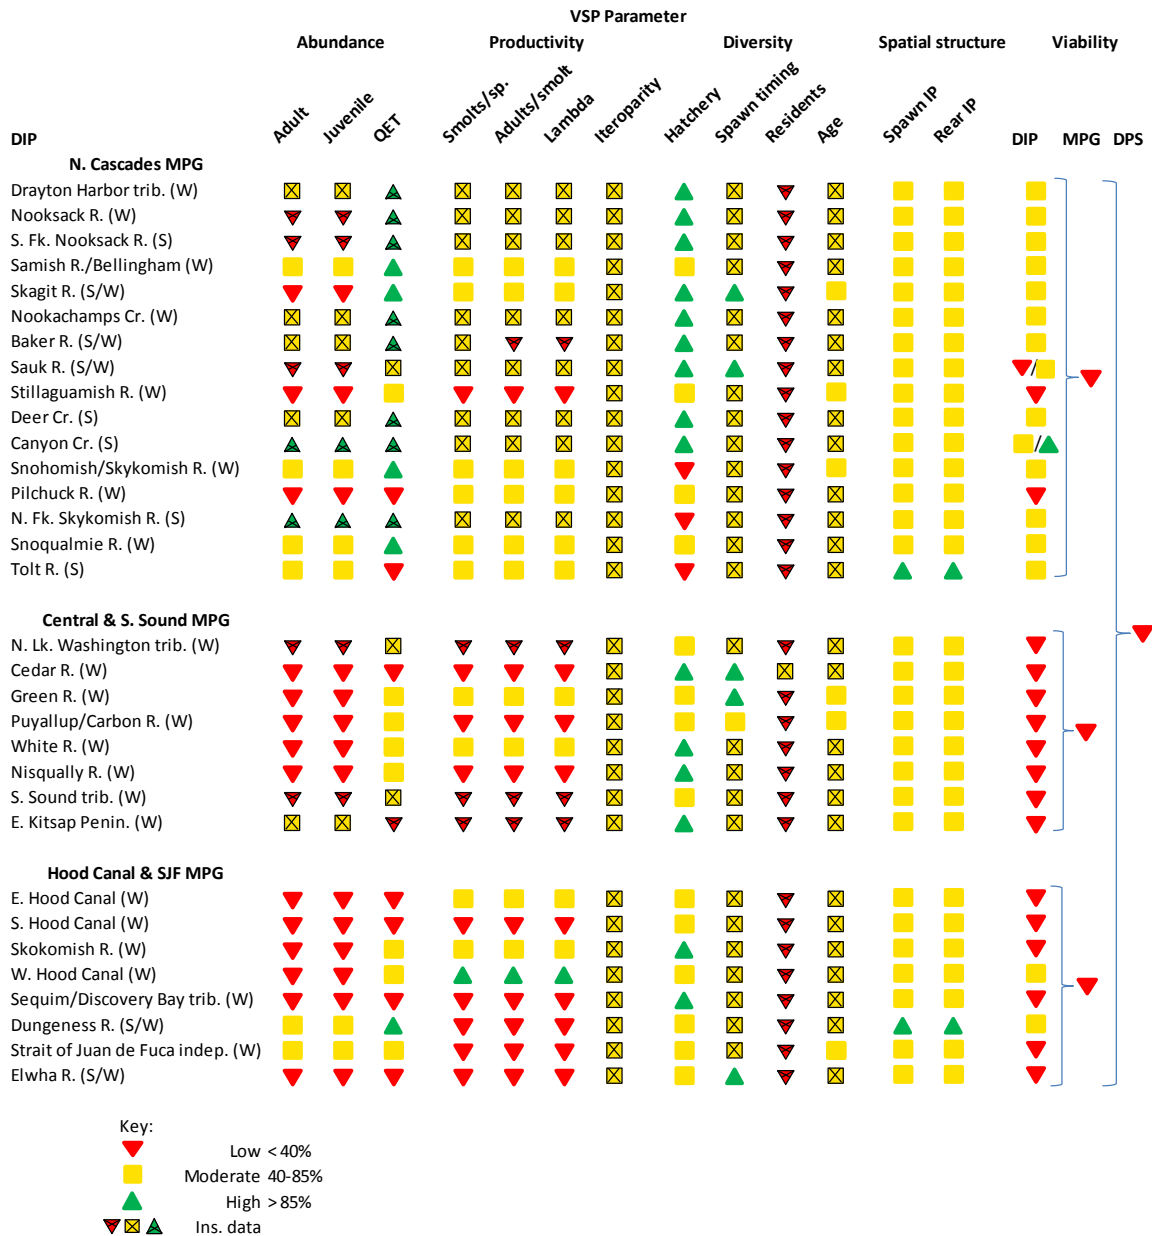 VSP Parameter
Abundance Productivity Diversity Spatial structure Viability
DIP Adult Juvenile QET Smolts/sp. Adults/smolt Lambda Iteroparity Hatchery Spawn timing Residents Age Spawn IP Rear IP DIP MPG DPS
N. Cascades MPG
Drayton Harbor trib. (W)
Nooksack R. (W)
S. Fk. Nooksack R. (S)
Samish R./Bellingham (W)
Skagit R. (S/W)
Nookachamps Cr. (W)
Baker R. (S/W)
Sauk R. (S/W) /
Stillaguamish R. (W)
Deer Cr. (S)
Canyon Cr. (S) /
Snohomish/Skykomish R. (W)
Pilchuck R. (W)
N. Fk. Skykomish R. (S)
Snoqualmie R. (W)
Tolt R. (S)
Central & S. Sound MPG
N. Lk. Washington trib. (W)
Cedar R. (W)
Green R. (W)
Puyallup/Carbon R. (W)
White R. (W)
Nisqually R. (W)
S. Sound trib. (W)
E. Kitsap Penin. (W)
Hood Canal & SJF MPG
E. Hood Canal (W)
S. Hood Canal (W)
Skokomish R. (W)
W. Hood Canal (W)
Sequim/Discovery Bay trib. (W)
Dungeness R. (S/W)
Strait of Juan de Fuca indep. (W)
Elwha R. (S/W)
Key:
Low < 40%
Moderate 40-85%
High > 85%
Ins. data